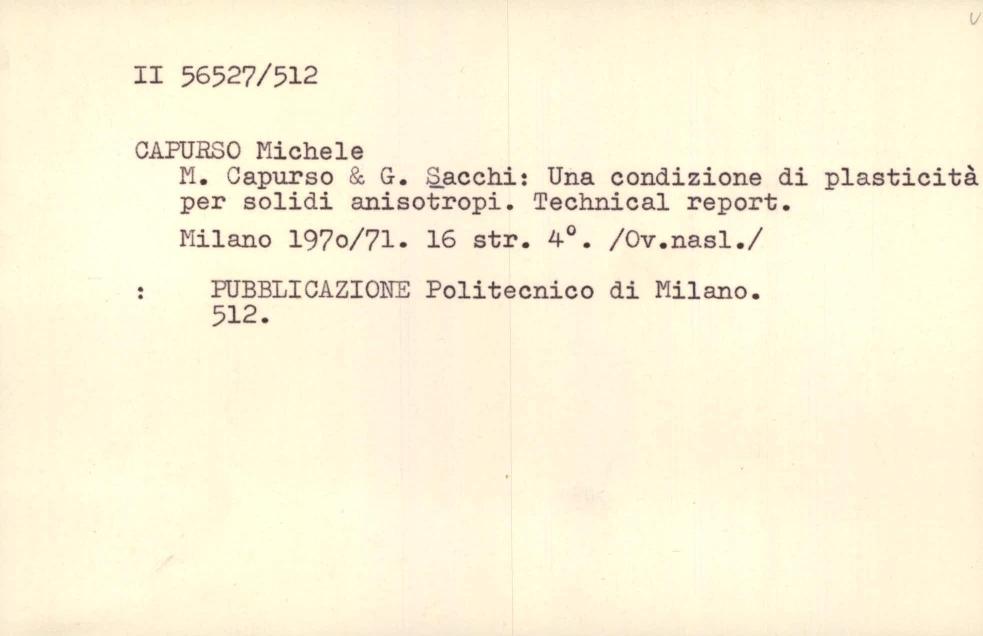 II 56527/512
CAPURSO Michele
M. Capurso & G. Sacchi: Una condizione di plasticità
per solidi anisotropi. Technical report.
Milano 197o/71. 16 str. 4°. /Ov.nasl./
: PUBBLICAZIONE Politecnico di Milano.
512.